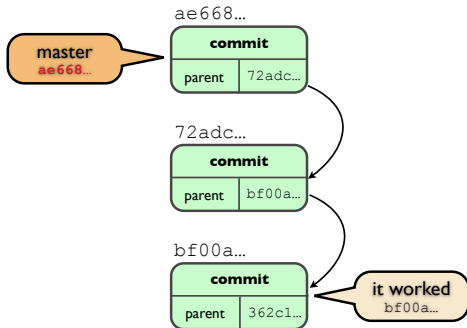 ae668…
commit
parent 72adc…
master
ae668…
72adc…
commit
parent bf00a…
bf00a…
commit
parent 362c1…
it worked
bf00a…